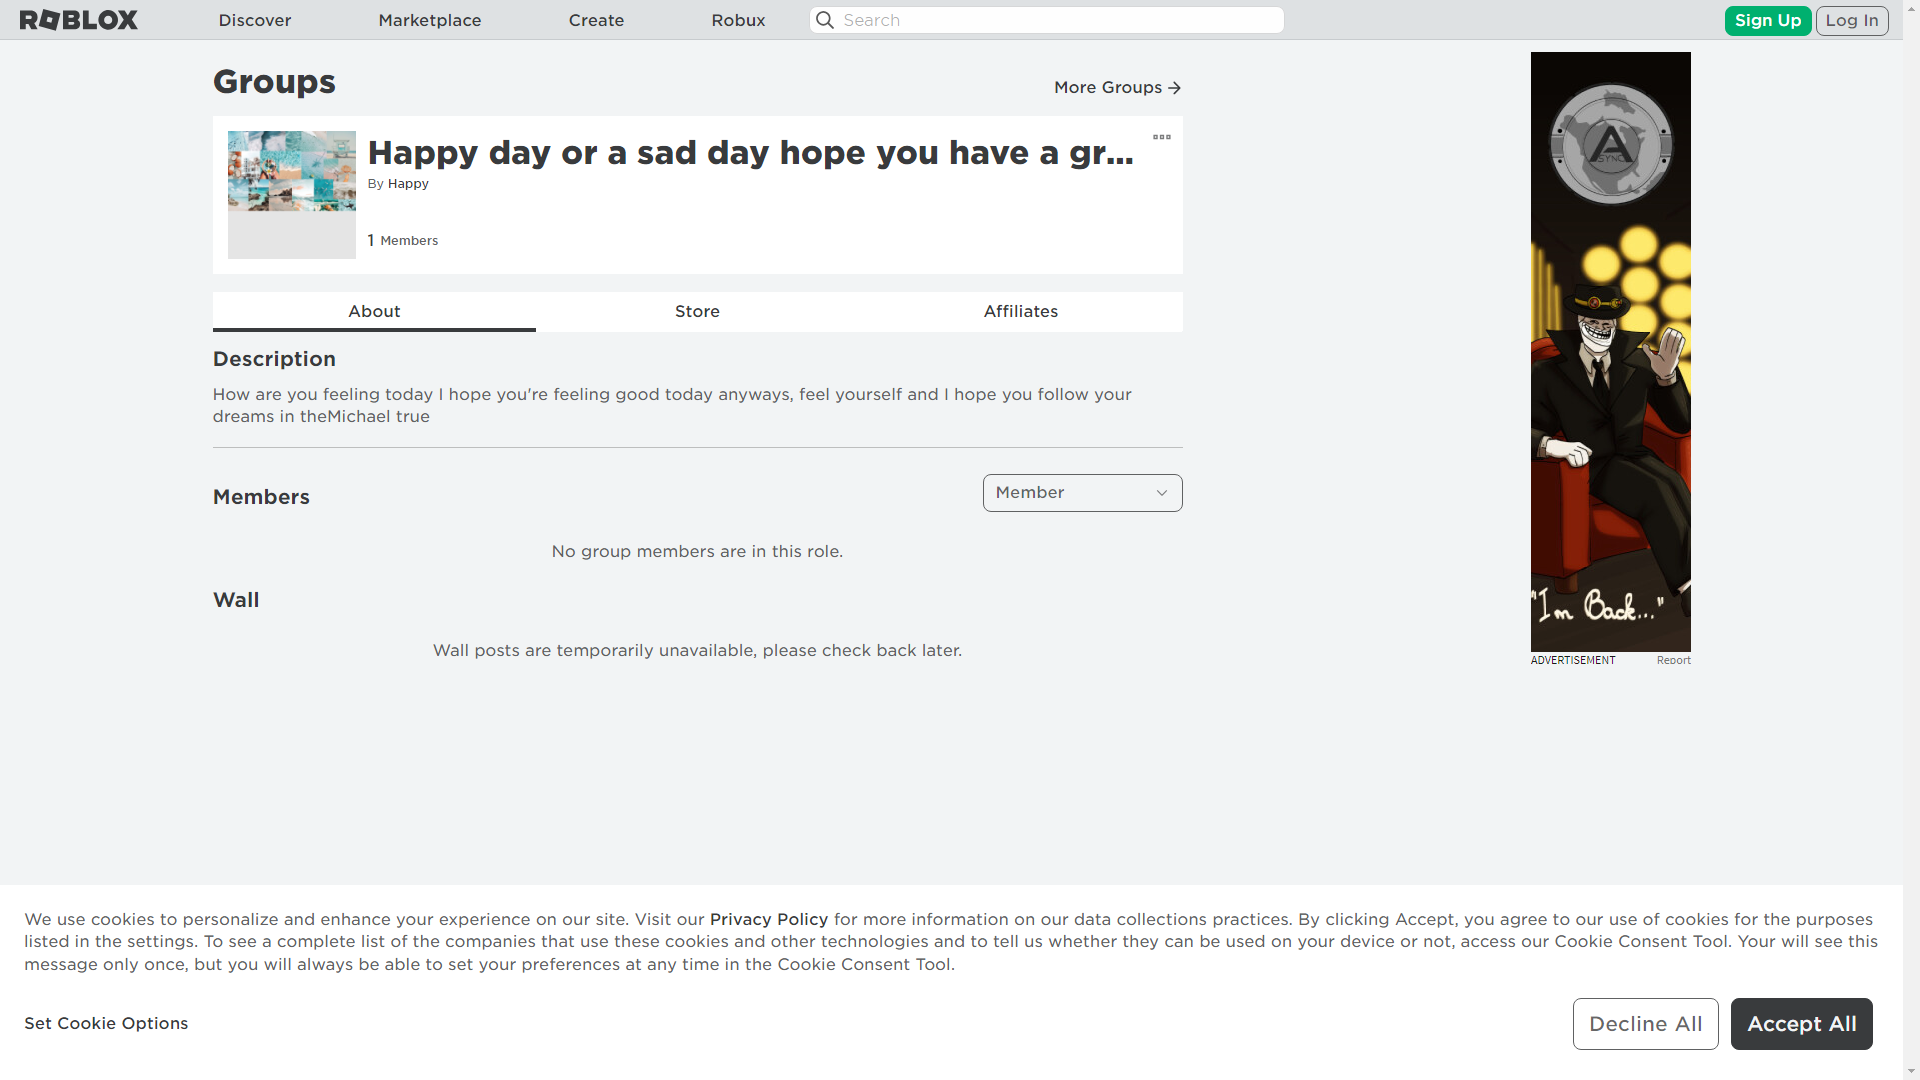 ROBLOX
Discover
Marketplace
Create
Robux
Search
Sign Up
Log In
Groups
More Groups
Happy day or a sad day hope you have a gr...
By Happy
1 Members
About
Store
Affiliates
Description
How are you feeling today I hope you're feeling good today anyways, feel yourself and I hope you follow your
dreams in theMichael true
Members
Member
No group members are in this role.
Wall
Wall posts are temporarily unavailable, please check back later.
A
SYNC
"I'm Back..."
ADVERTISEMENT
Report
We use cookies to personalize and enhance your experience on our site. Visit our Privacy Policy for more information on our data collections practices. By clicking Accept, you agree to our use of cookies for the purposes
listed in the settings. To see a complete list of the companies that use these cookies and other technologies and to tell us whether they can be used on your device or not, access our Cookie Consent Tool. Your will see this
message only once, but you will always be able to set your preferences at any time in the Cookie Consent Tool.
Set Cookie Options
Decline All
Accept All